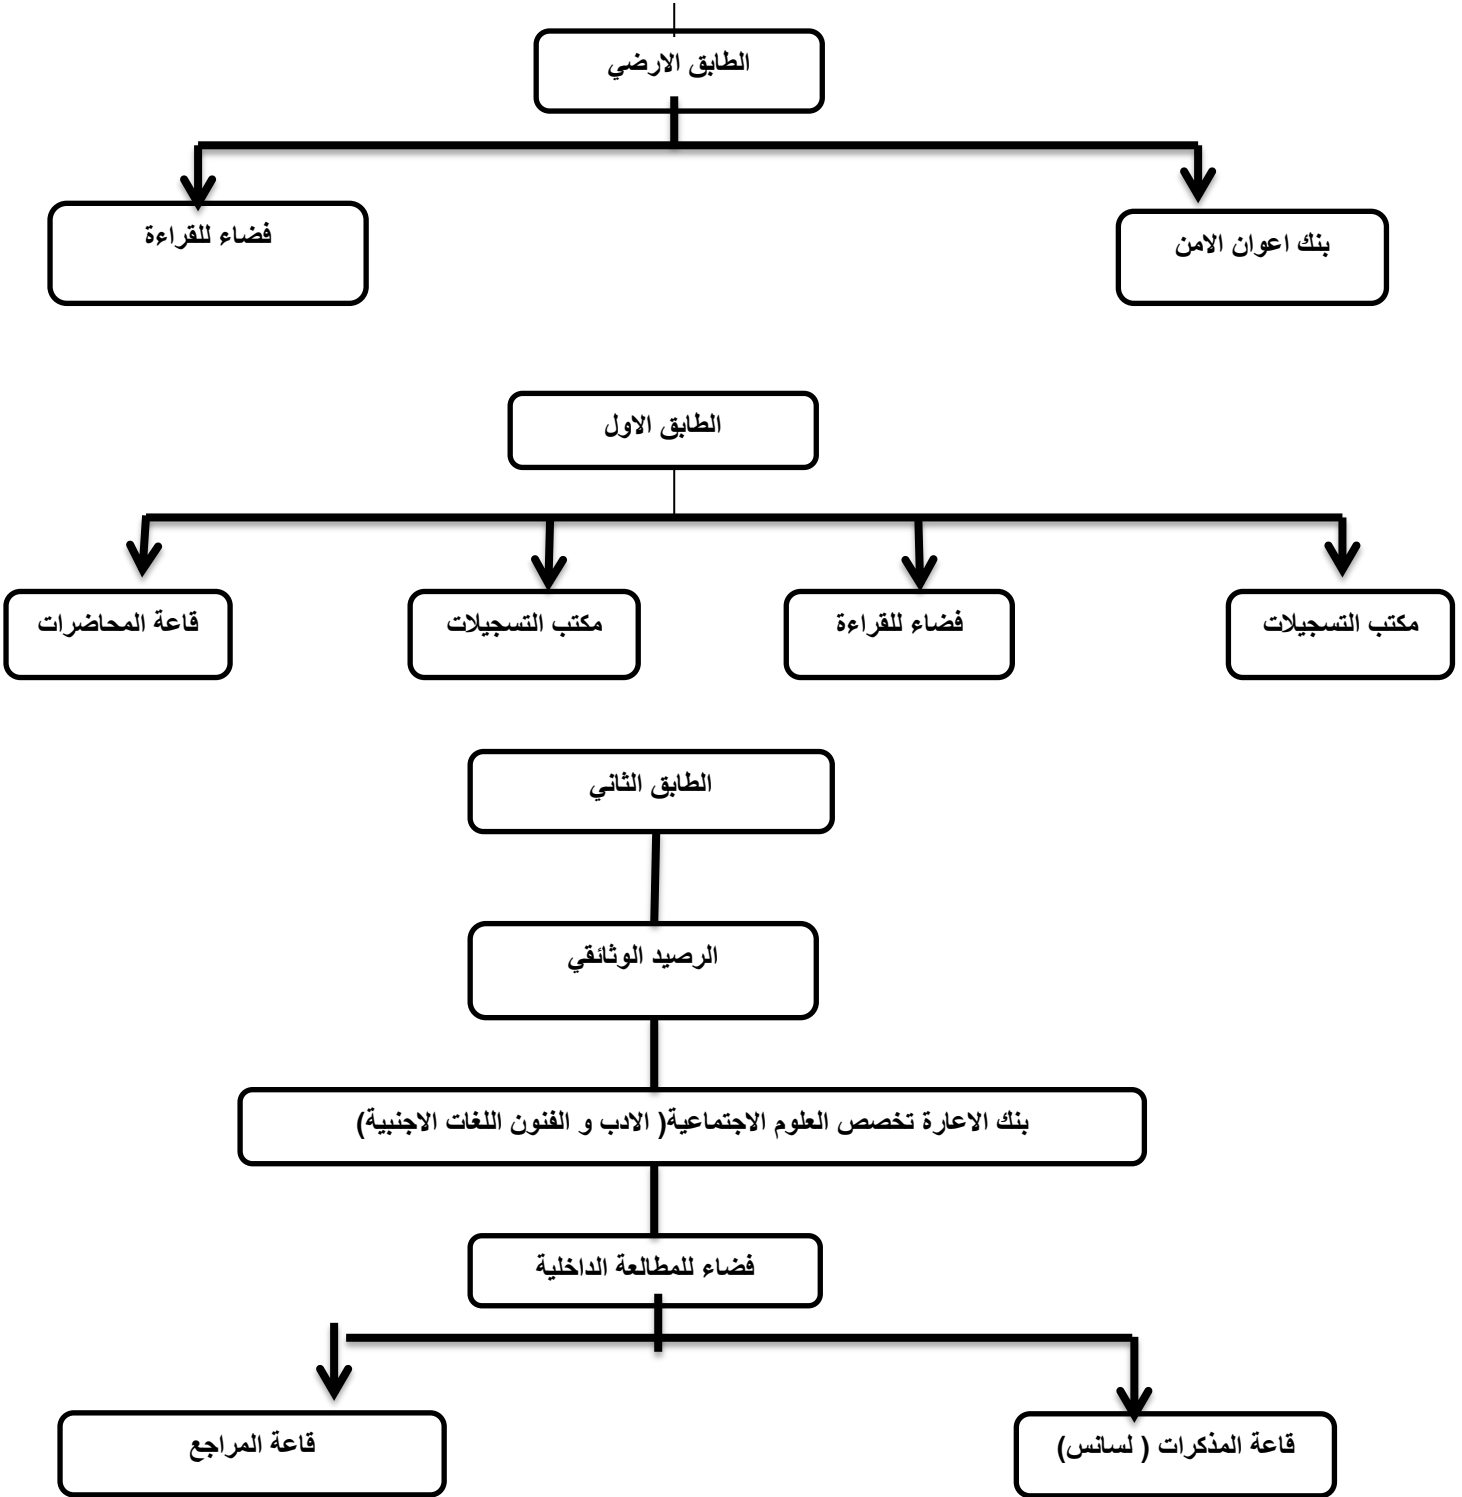 الطابق الارضي
بنك اعوان الامن
فضاء للقراءة
الطابق الاول
مكتب التسجيلات
فضاء للقراءة
مكتب التسجيلات
قاعة المحاضرات
الطابق الثاني
الرصيد الوثائقي
بنك الاعارة تخصص العلوم الاجتماعية( الادب و الفنون اللغات الاجنبية)
فضاء للمطالعة الداخلية
قاعة المذكرات ( لسانس)
قاعة المراجع